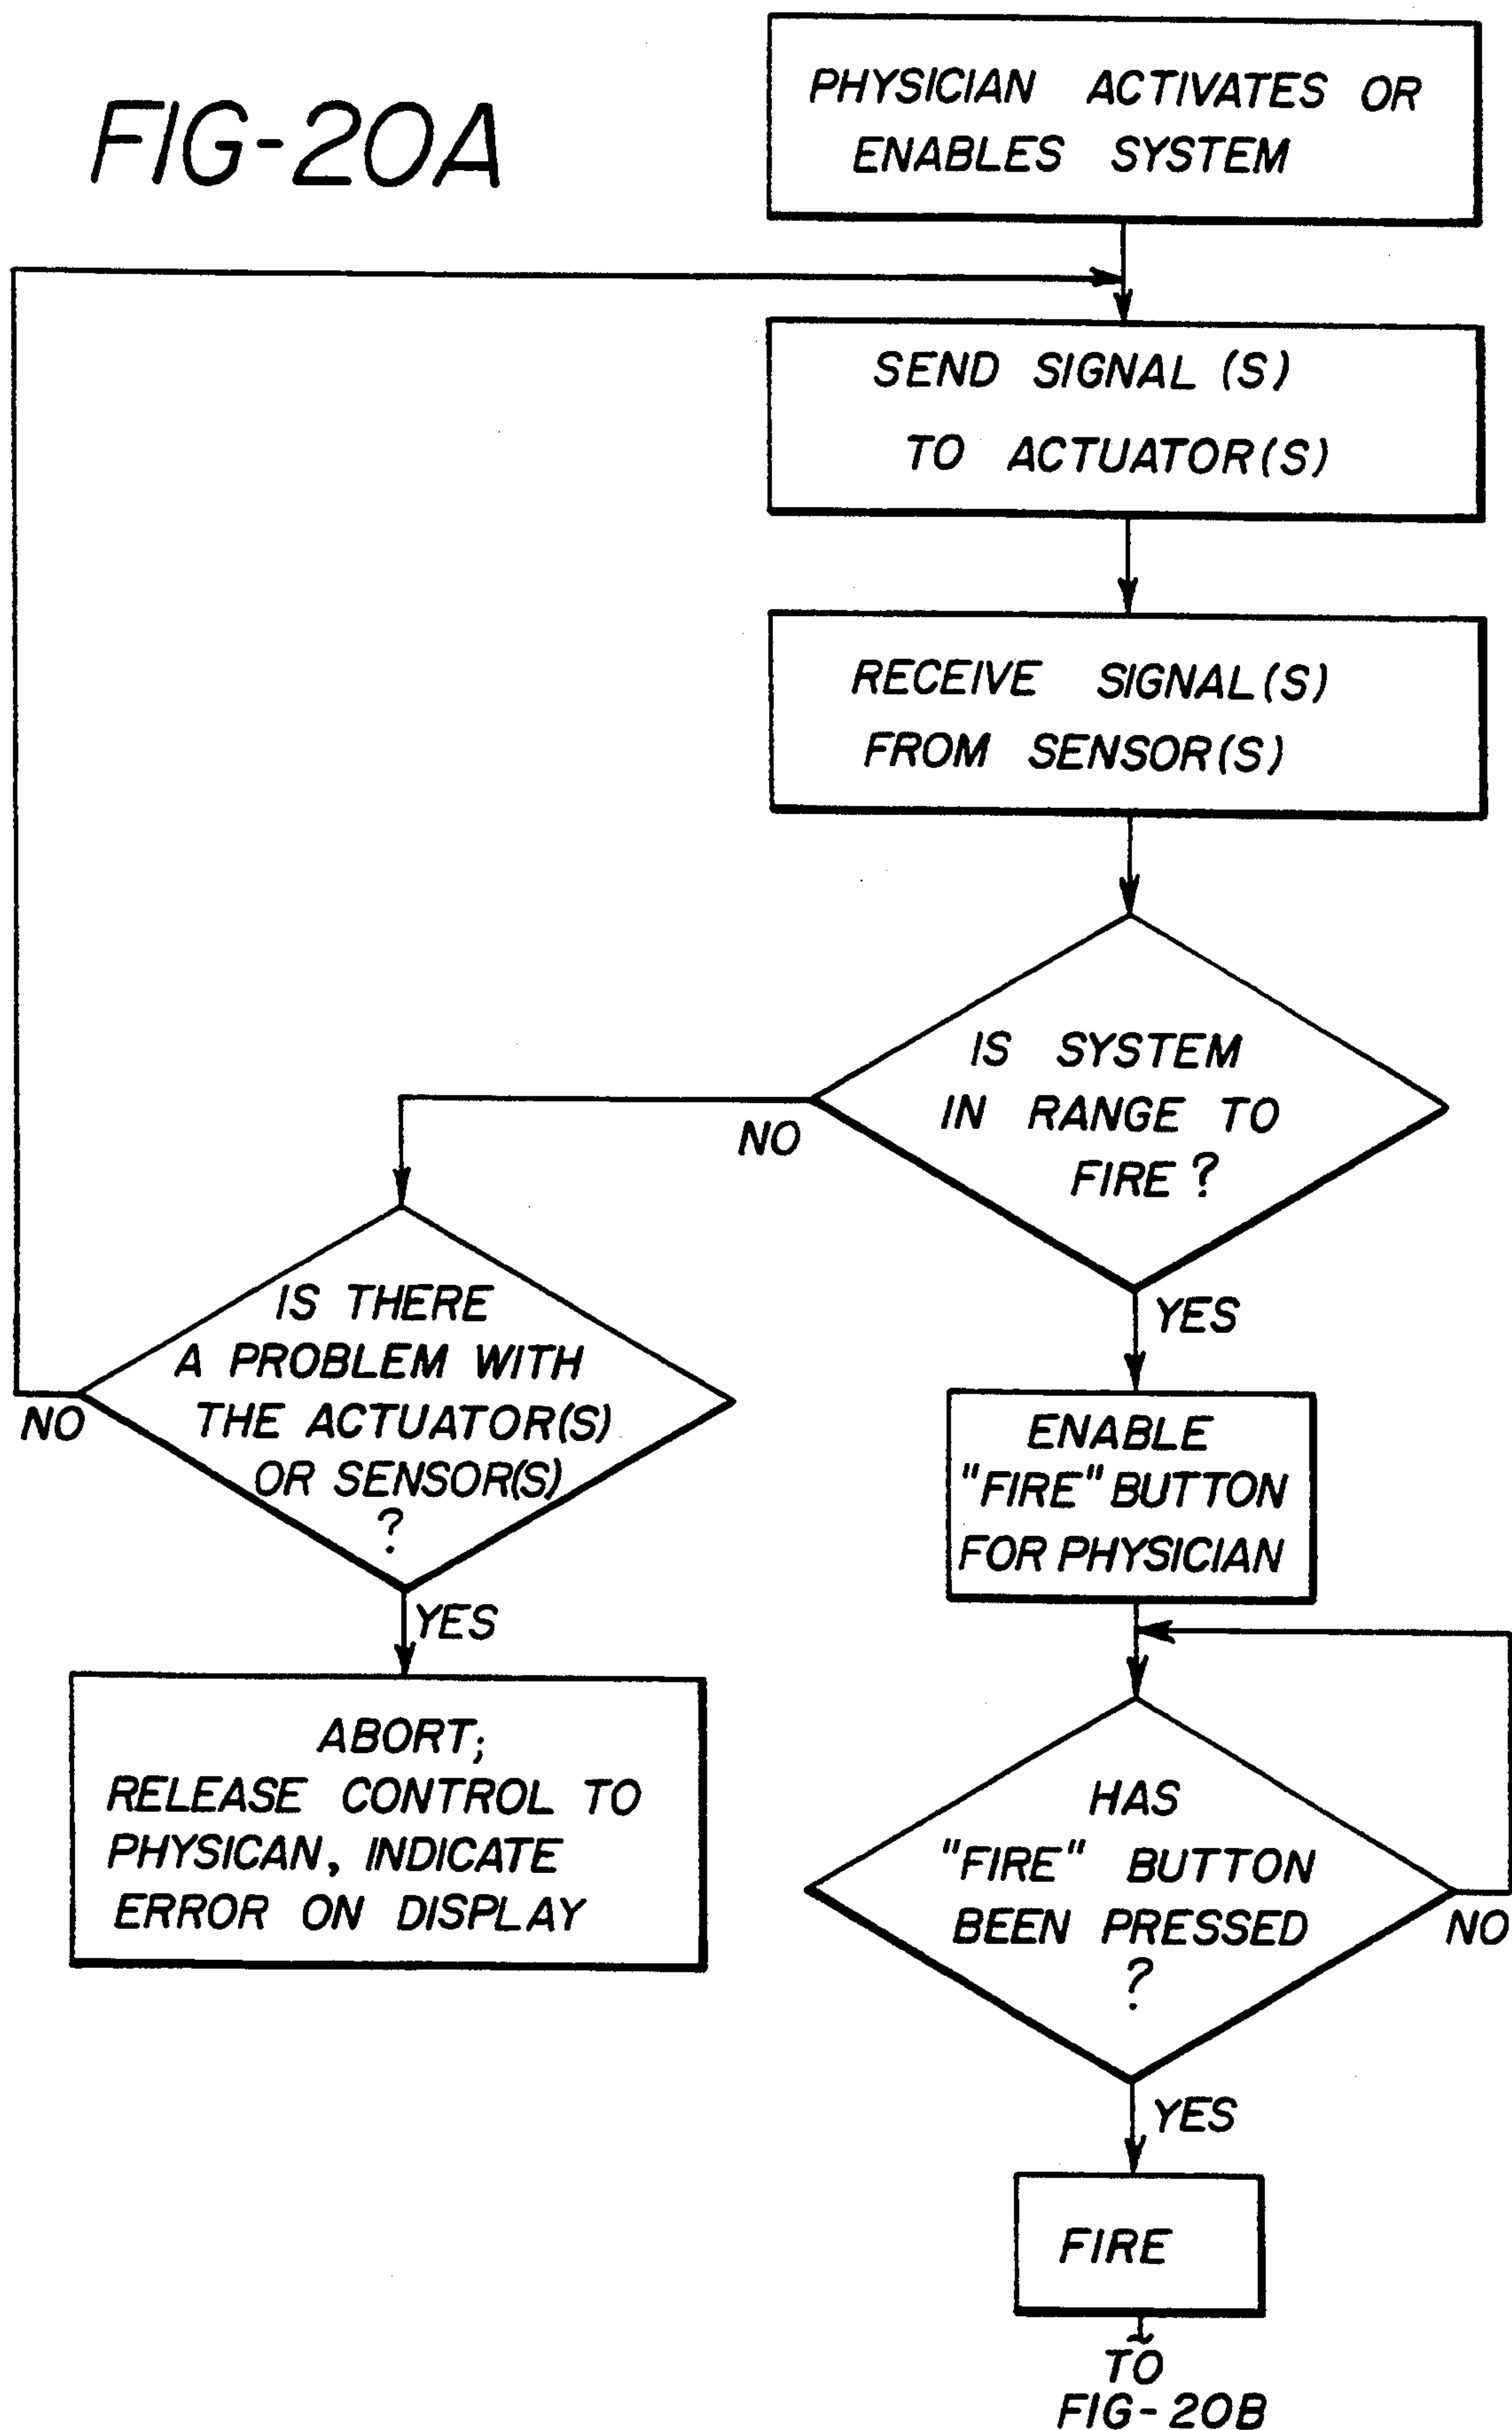 FIG-20A
PHYSICIAN ACTIVATES OR
ENABLES SYSTEM
SEND SIGNAL (S)
TO ACTUATOR(S)
RECEIVE SIGNAL(S)
FROM SENSOR(S)
IS SYSTEM
IN RANGE TO
FIRE ?
NO
YES
IS THERE
A PROBLEM WITH
THE ACTUATOR(S)
OR SENSOR(S)
?
NO
YES
ABORT;
RELEASE CONTROL TO
PHYSICAN, INDICATE
ERROR ON DISPLAY
ENABLE
"FIRE" BUTTON
FOR PHYSICIAN
HAS
"FIRE" BUTTON
BEEN PRESSED
?
NO
YES
FIRE
TO
FIG-20B